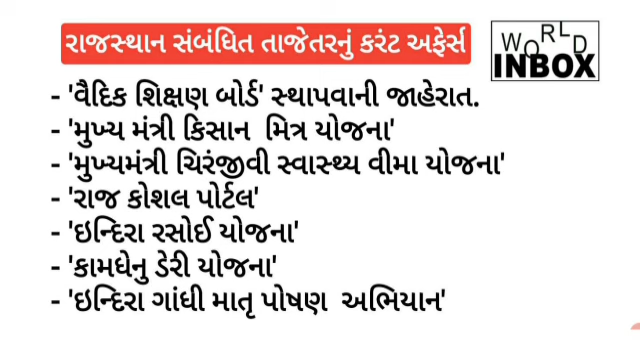 રાજસ્થાન સંબંધિત તાજેતરનું કરંટ અફેર્સ
WORLD
INBOX
- 'વૈદિક શિક્ષણ બોર્ડ' સ્થાપવાની જાહેરાત.
- 'મુખ્ય મંત્રી કિસાન મિત્ર યોજના'
- 'મુખ્યમંત્રી ચિરંજીવી સ્વાસ્થ્ય વીમા યોજના'
- 'રાજ કોશલ પોર્ટલ'
- 'ઇન્દિરા રસોઈ યોજના'
- 'કામધેનુ ડેરી યોજના'
- 'ઇન્દિરા ગાંધી માતૃ પોષણ અભિયાન'